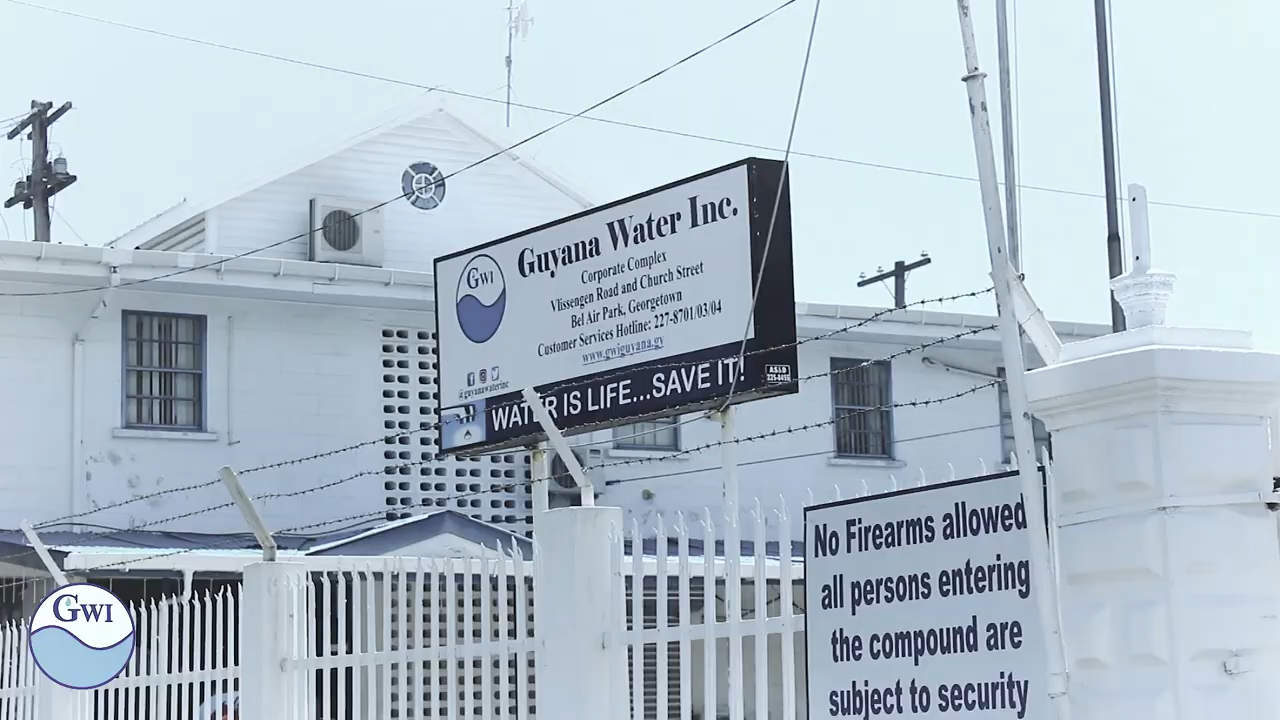 GWI
Guyana Water Inc.
Corporate Complex
Vlissengen Road and Church Street
Bel Air Park, Georgetown
Customer Services Hotline: 227-8701/03/04
www.gwiguyana.gy
@guyanawaterinc
WATER IS LIFE...SAVE IT!
AS&D
No Firearms allowed
all persons entering
the compound are
subject to security
GWI